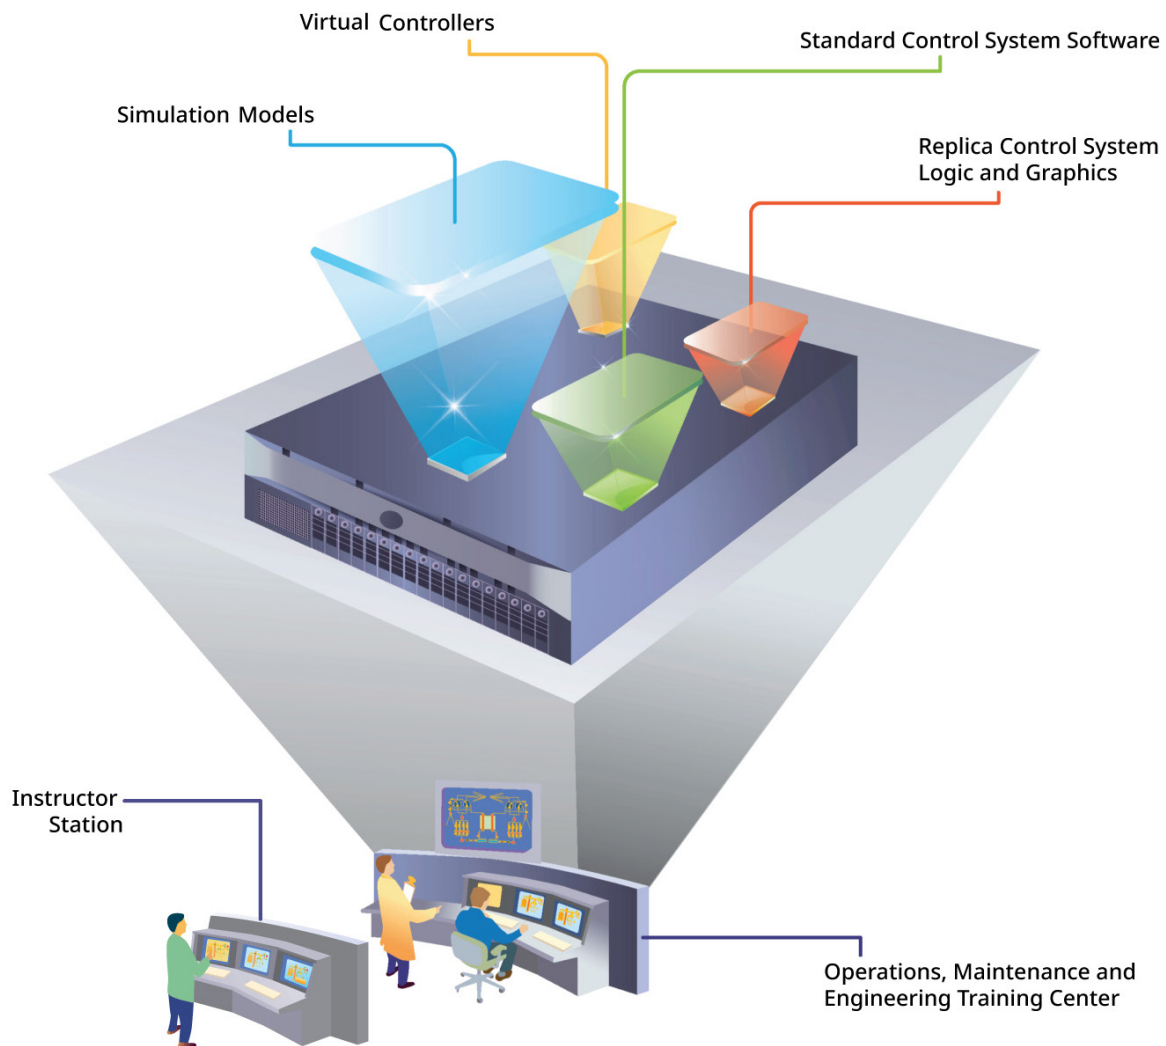 Virtual Controllers
Standard Control System Software
Simulation Models
Replica Control System
Logic and Graphics
Instructor
Station
Operations, Maintenance and
Engineering Training Center